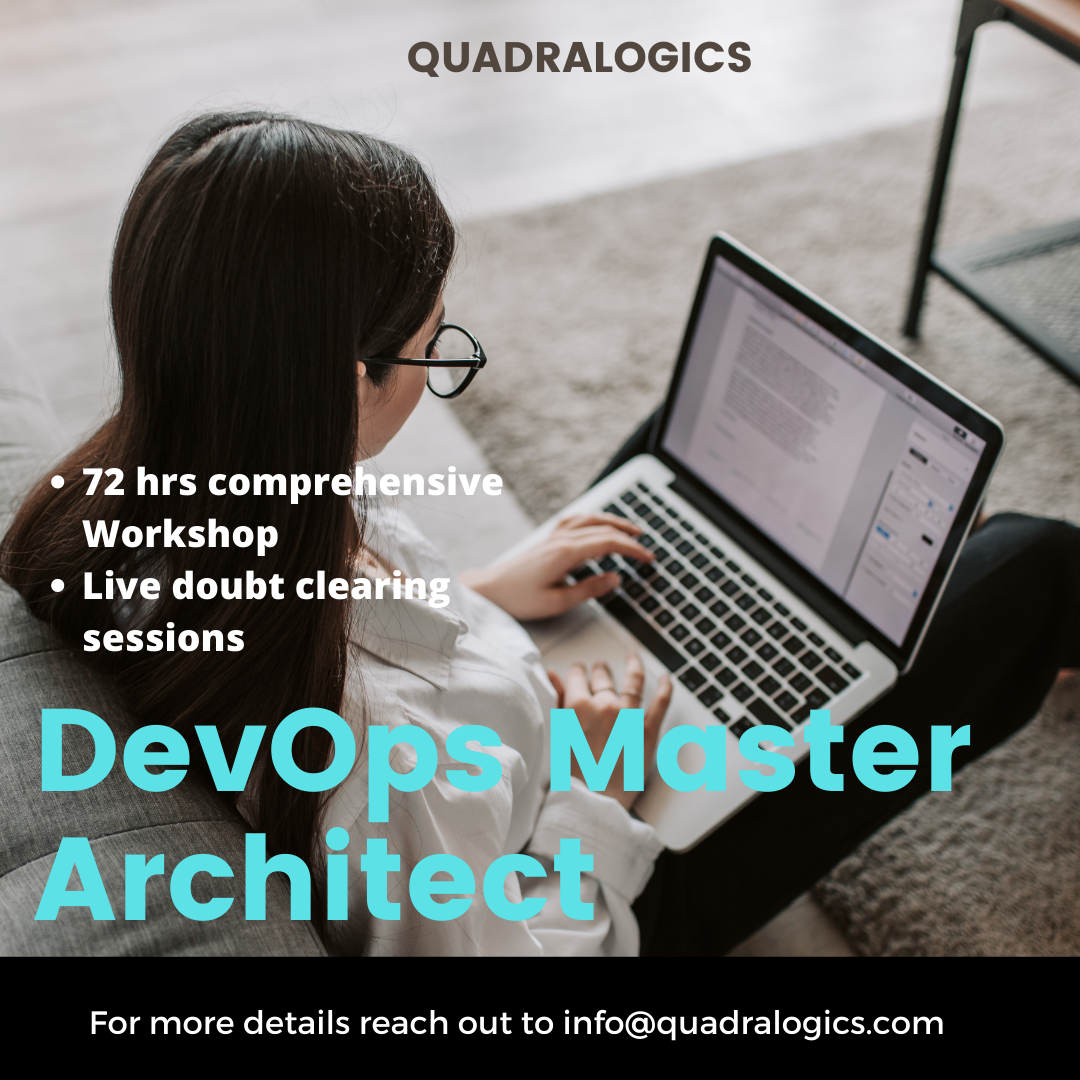 QUADRALOGICS
• 72 hrs comprehensive
Workshop
• Live doubt clearing
sessions
DevOps Master
Architect
For more details reach out to info@quadralogics.com